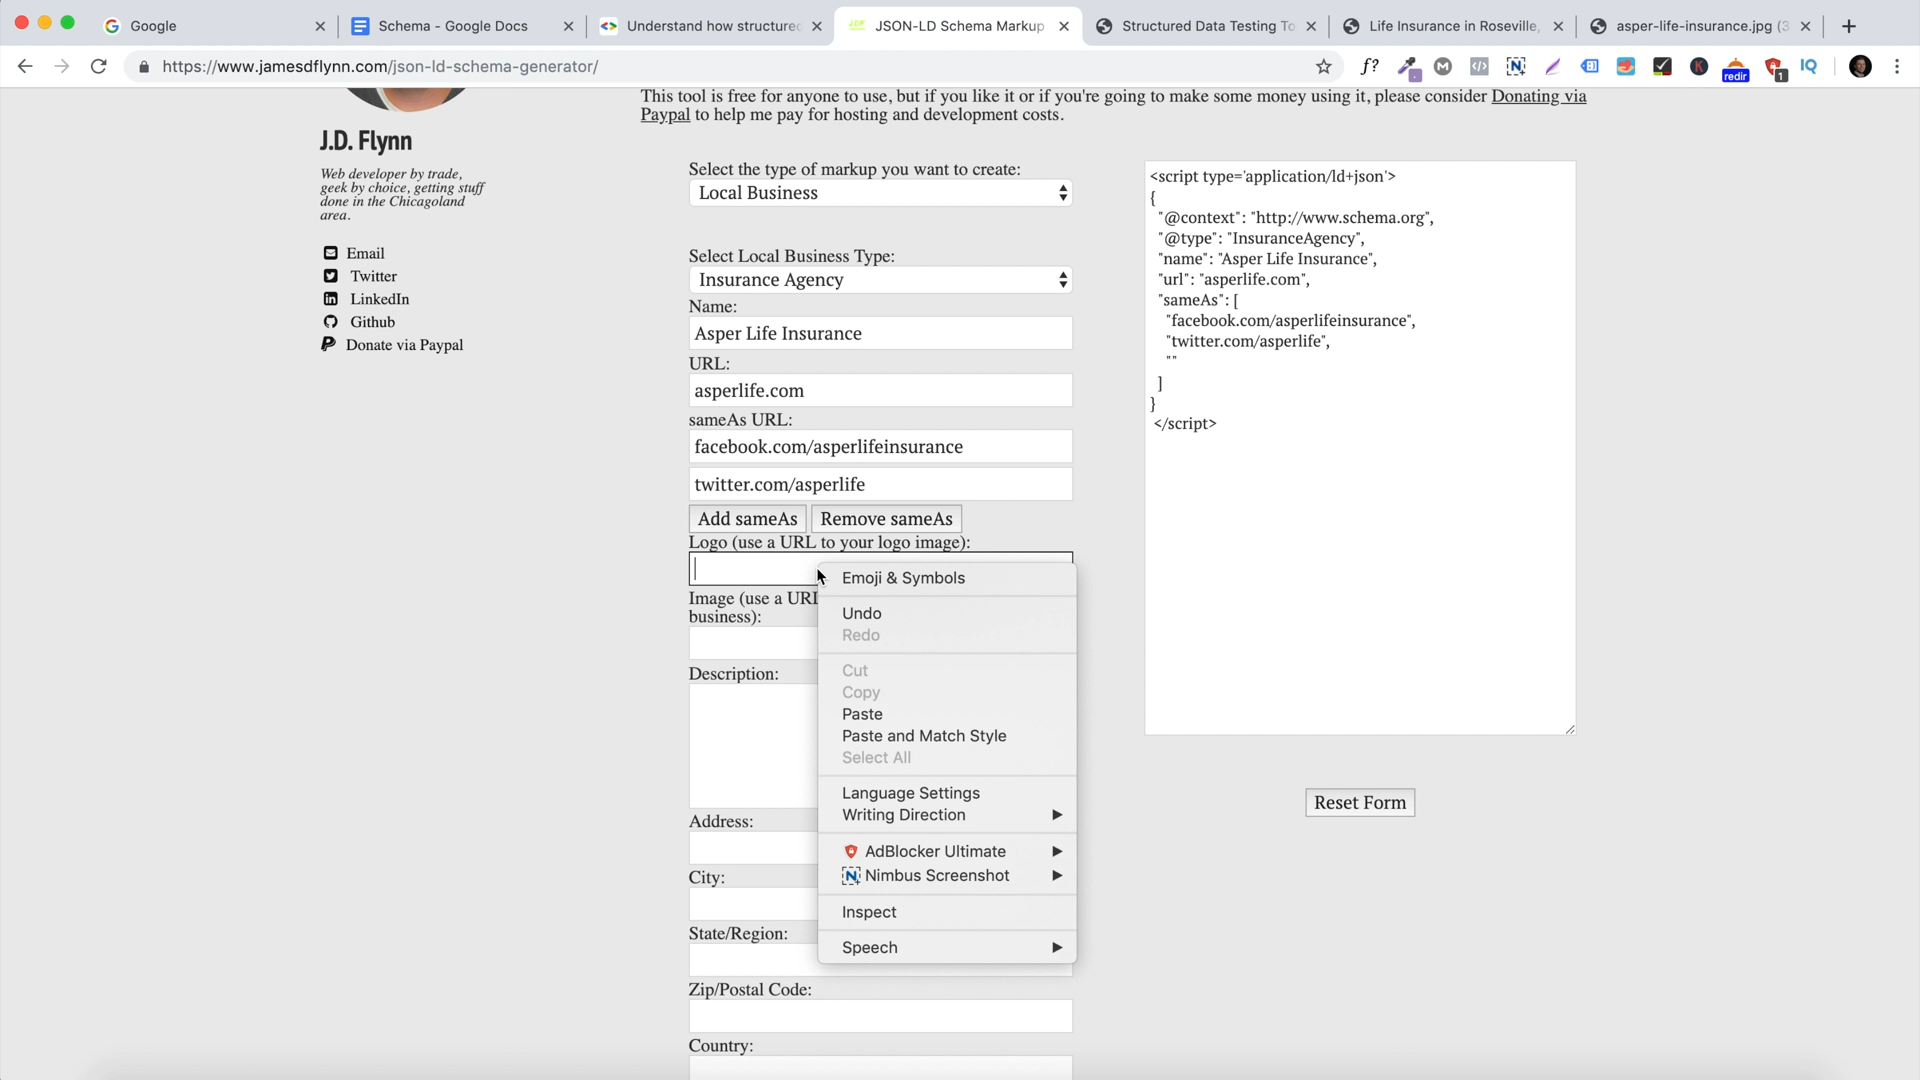 Google
Schema - Google Docs
Understand how structured
JSON-LD Schema Markup
Structured Data Testing To
Life Insurance in Roseville,
asper-life-insurance.jpg (3
https://www.jamesdflynn.com/json-ld-schema-generator/
f?
redir
1
IQ
This tool is free for anyone to use, but if you like it or if you're going to make some money using it, please consider Donating via
Paypal to help me pay for hosting and development costs.
J.D. Flynn
Web developer by trade,
geek by choice, getting stuff
done in the Chicagoland
area.
Email
Twitter
LinkedIn
Github
Donate via Paypal
Select the type of markup you want to create:
Local Business
Select Local Business Type:
Insurance Agency
Name:
Asper Life Insurance
URL:
asperlife.com
sameAs URL:
facebook.com/asperlifeinsurance
twitter.com/asperlife
Add sameAs
Remove sameAs
Logo (use a URL to your logo image):
Image (use a URL
business):
Description:
Address:
City:
State/Region:
Zip/Postal Code:
Country:
Emoji & Symbols
Undo
Redo
Cut
Copy
Paste
Paste and Match Style
Select All
Language Settings
Writing Direction
AdBlocker Ultimate
Nimbus Screenshot
Inspect
Speech
<script type='application/ld+json'>
{
"@context": "http://www.schema.org",
"@type": "InsuranceAgency",
"name": "Asper Life Insurance",
"url": "asperlife.com",
"sameAs": [
"facebook.com/asperlifeinsurance",
"twitter.com/asperlife",
""
]
}
</script>
Reset Form